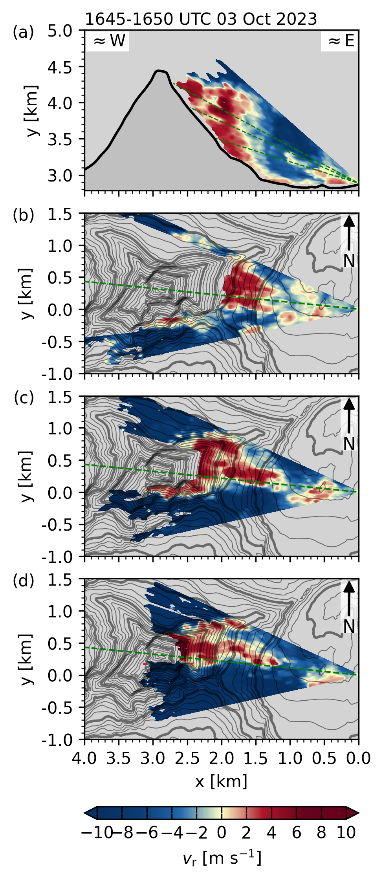 1645-1650 UTC 03 Oct 2023
(a)
≈ W
≈ E
5.0
4.5
4.0
3.5
3.0
y [km]
(b)
1.5
1.0
0.5
0.0
-0.5
-1.0
y [km]
N
(c)
1.5
1.0
0.5
0.0
-0.5
-1.0
y [km]
N
(d)
1.5
1.0
0.5
0.0
-0.5
-1.0
y [km]
N
4.0 3.5 3.0 2.5 2.0 1.5 1.0 0.5 0.0
x [km]
−10 −8 −6 −4 −2 0 2 4 6 8 10
vr [m s−1]